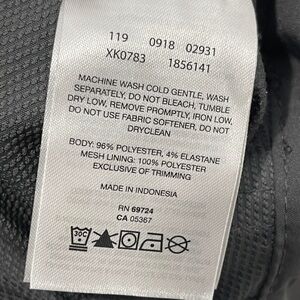 119 0918 02931
XK0783 1856141
MACHINE WASH COLD GENTLE, WASH
SEPARATELY, DO NOT BLEACH, TUMBLE
DRY LOW, REMOVE PROMPTLY, IRON LOW,
DO NOT USE FABRIC SOFTENER, DO NOT
DRYCLEAN
BODY: 96% POLYESTER, 4% ELASTANE
MESH LINING: 100% POLYESTER
EXCLUSIVE OF TRIMMING
MADE IN INDONESIA
RN 69724
CA 05367
30C